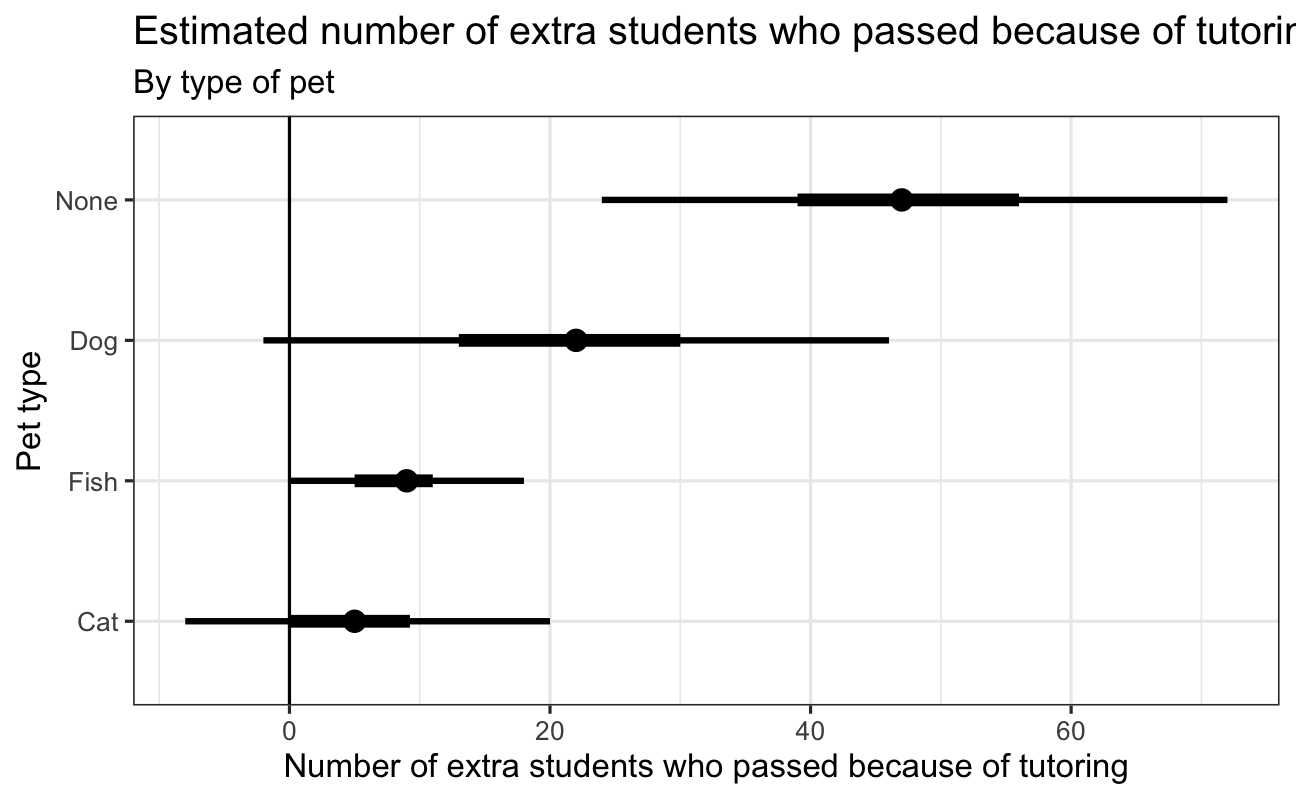 Estimated number of extra students who passed because of tutorin
By type of pet
None
Dog
Fish
Cat
Pet type
0 20 40 60
Number of extra students who passed because of tutoring